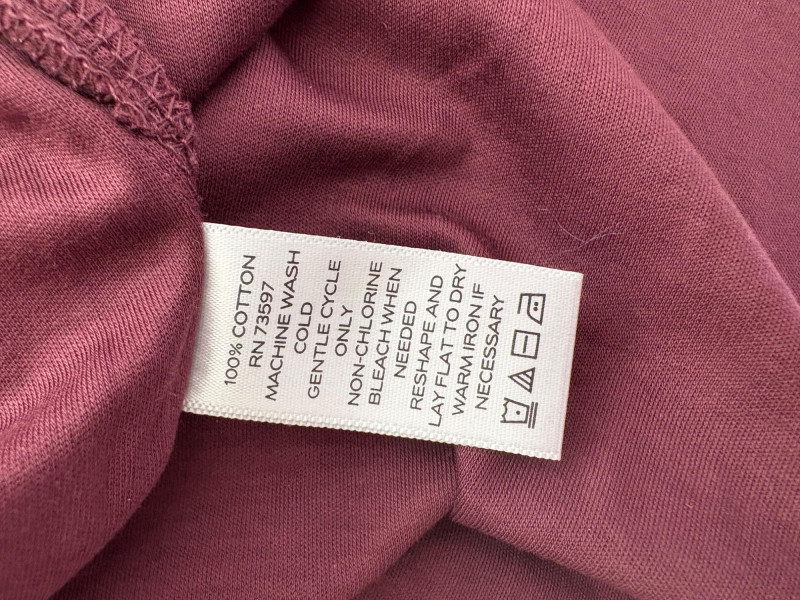 100% COTTON
RN 73597
MACHINE WASH
COLD
GENTLE CYCLE
ONLY
NON-CHLORINE
BLEACH WHEN
NEEDED
RESHAPE AND
LAY FLAT TO DRY
WARM IRON IF
NECESSARY